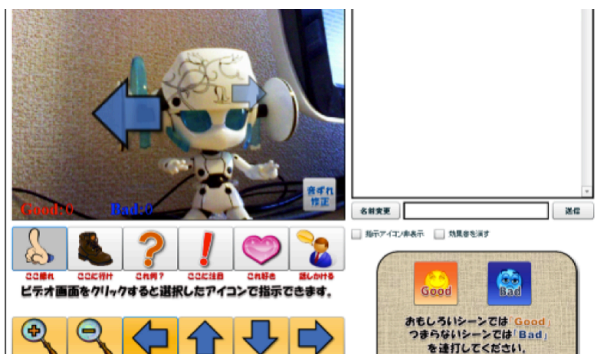 音ずれ
修正
Good:0
Bad:0
名前変更
送信
指示アイコン非表示
効果音を消す
ここ触れ
ここに行け
これ何？
ここに注目
これ好き
話しかける
ビデオ画面をクリックすると選択したアイコンで指示できます。
Good
Bad
おもしろいシーンでは「Good」
つまらないシーンでは「Bad」
を連打してください。